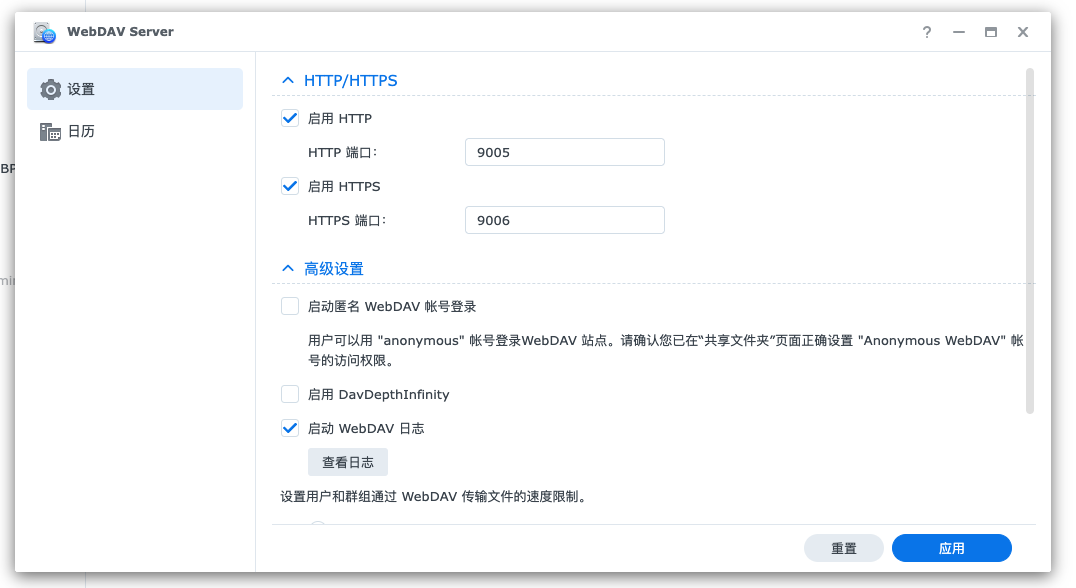 WebDAV Server
设置
日历
HTTP/HTTPS
启用 HTTP
HTTP 端口:
9005
启用 HTTPS
HTTPS 端口:
9006
高级设置
启动匿名 WebDAV 帐号登录
用户可以用 "anonymous" 帐号登录WebDAV 站点。请确认您已在“共享文件夹”页面正确设置 "Anonymous WebDAV" 帐
号的访问权限。
启用 DavDepthInfinity
启动 WebDAV 日志
查看日志
设置用户和群组通过 WebDAV 传输文件的速度限制。
重置
应用